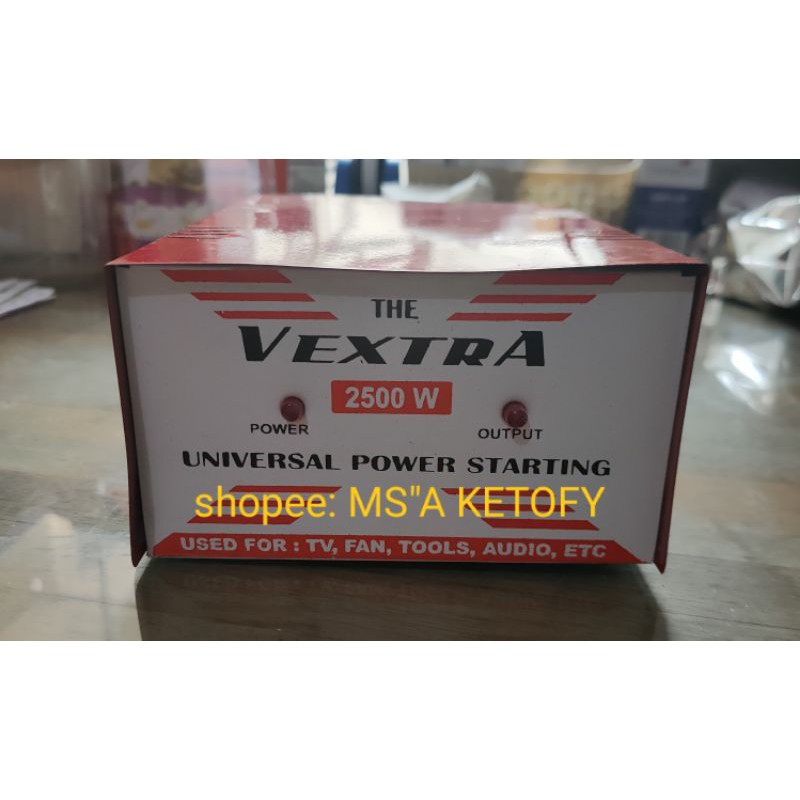 THE
VEXTRA
2500 W
POWER
OUTPUT
UNIVERSAL POWER STARTING
shopee: MS"A KETOFY
USED FOR : TV, FAN, TOOLS, AUDIO, ETC